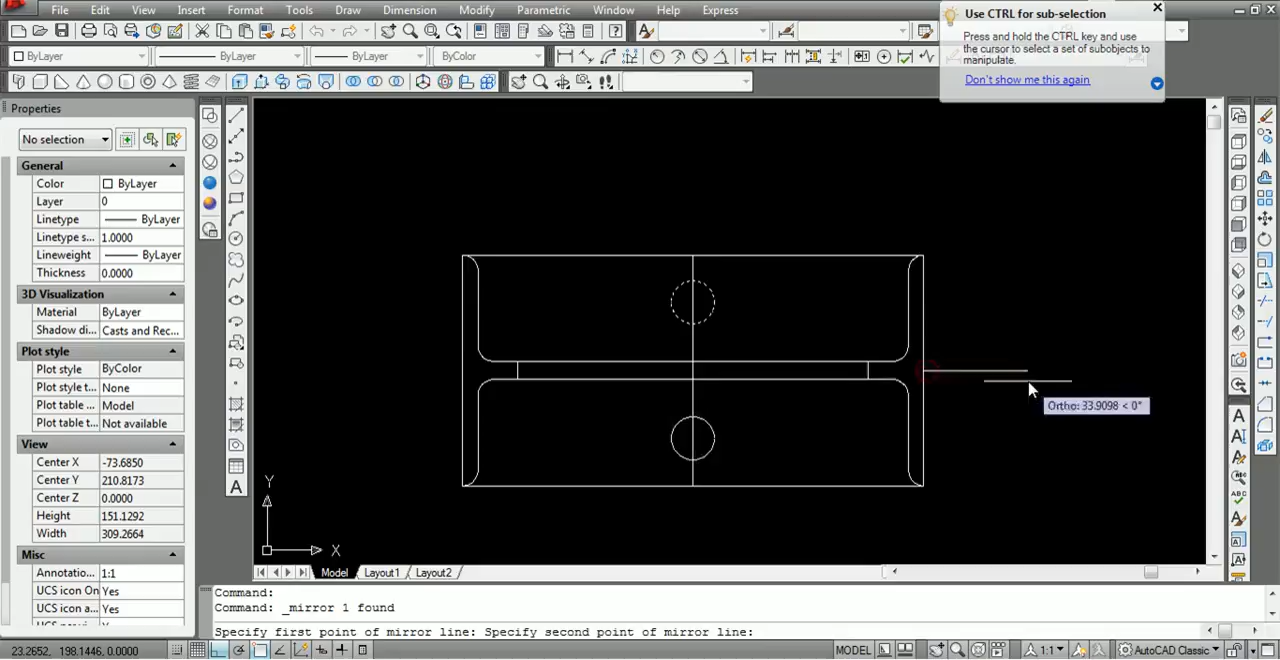 File Edit View Insert Format Tools Draw Dimension Modify Parametric Window Help Express
ByLayer ByLayer ByLayer ByColor
Use CTRL for sub-selection
Press and hold the CTRL key and use
the cursor to select a set of subobjects to
manipulate.
Don't show me this again
Properties
No selection
General
Color ByLayer
Layer 0
Linetype ByLayer
Linetype s... 1.0000
Lineweight ByLayer
Thickness 0.0000
3D Visualization
Material ByLayer
Shadow di... Casts and Rec...
Plot style
Plot style ByColor
Plot style t... None
Plot table ... Model
Plot table t... Not available
View
Center X -73.6850
Center Y 210.8173
Center Z 0.0000
Height 151.1292
Width 309.2664
Misc
Annotatio... 1:1
UCS icon On Yes
UCS icon a... Yes
Ortho: 33.9098 < 0°
Y
X
Model Layout1 Layout2
Command:
Command: _mirror 1 found
Specify first point of mirror line: Specify second point of mirror line:
23.2652, 198.1446, 0.0000 MODEL 1:1 AutoCAD Classic